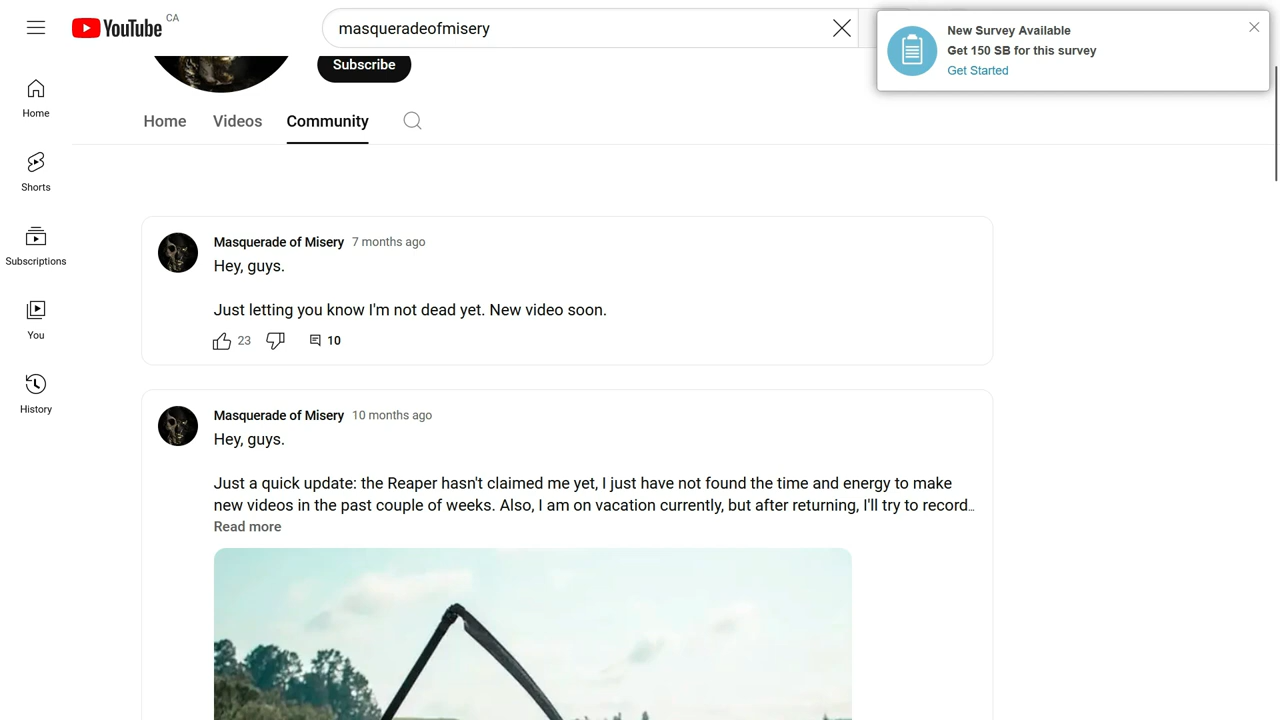 YouTube CA
masqueradeofmisery
New Survey Available
Get 150 SB for this survey
Get Started
Subscribe
Home
Shorts
Subscriptions
You
History
Home Videos Community
Masquerade of Misery 7 months ago
Hey, guys.
Just letting you know I'm not dead yet. New video soon.
23 10
Masquerade of Misery 10 months ago
Hey, guys.
Just a quick update: the Reaper hasn't claimed me yet, I just have not found the time and energy to make
new videos in the past couple of weeks. Also, I am on vacation currently, but after returning, I'll try to record...
Read more